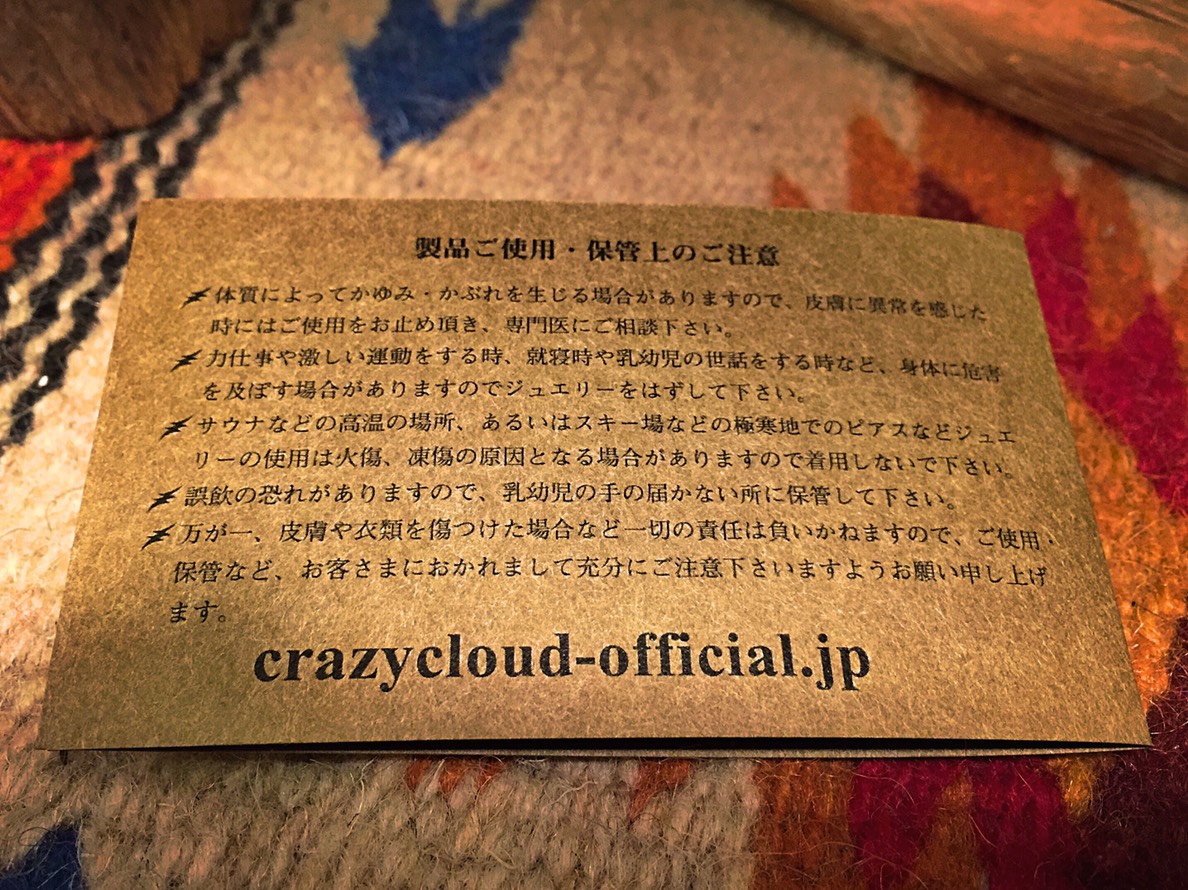 製品ご使用・保管上のご注意
体質によってかゆみ・かぶれを生じる場合がありますので、皮膚に異常を感じた
時にはご使用をお止め頂き、専門医にご相談下さい。
力仕事や激しい運動をする時、就寝時や乳幼児の世話をする時など、身体に危害
を及ぼす場合がありますのでジュエリーをはずして下さい。
サウナなどの高温の場所、あるいはスキー場などの極寒地でのピアスなどジュエ
リーの使用は火傷、凍傷の原因となる場合がありますので着用しないで下さい。
誤飲の恐れがありますので、乳幼児の手の届かない所に保管して下さい。
万が一、皮膚や衣類を傷つけた場合など一切の責任は負いかねますので、ご使用・
保管など、お客さまにおかれまして充分にご注意下さいますようお願い申し上げ
ます。
crazycloud-official.jp